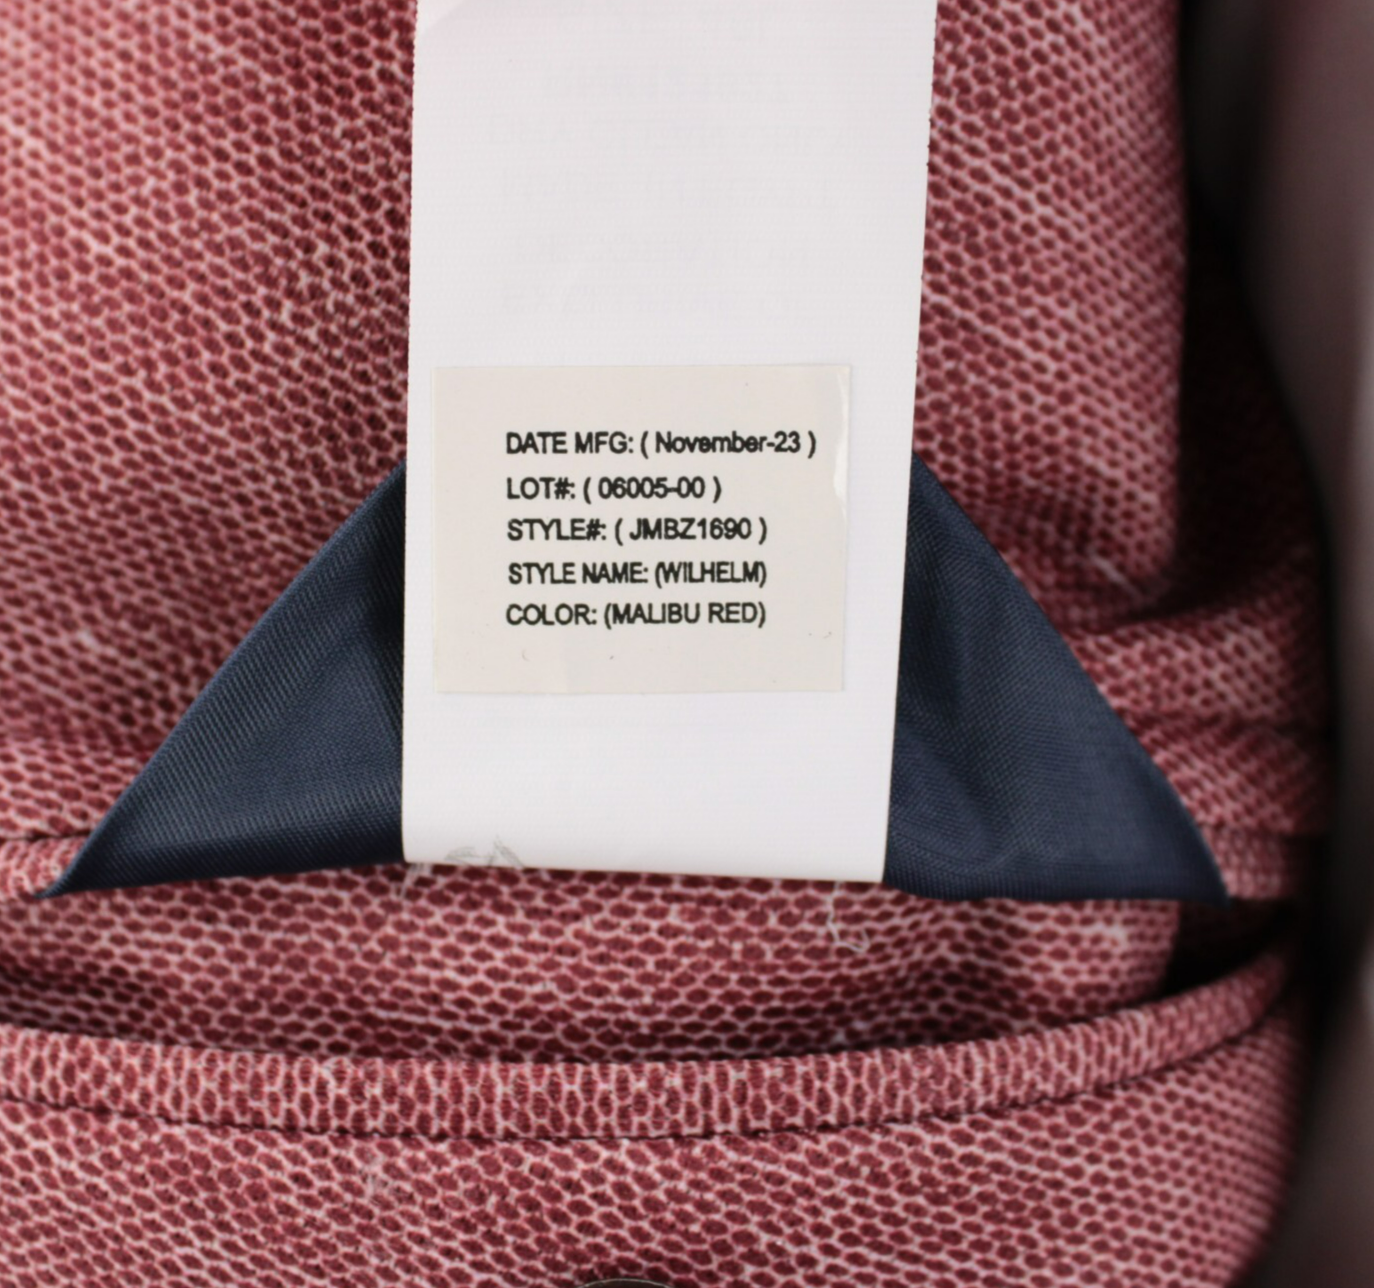 DATE MFG: ( November-23 )
LOT#: ( 06005-00 )
STYLE#: ( JMBZ1690 )
STYLE NAME: (WILHELM)
COLOR: (MALIBU RED)